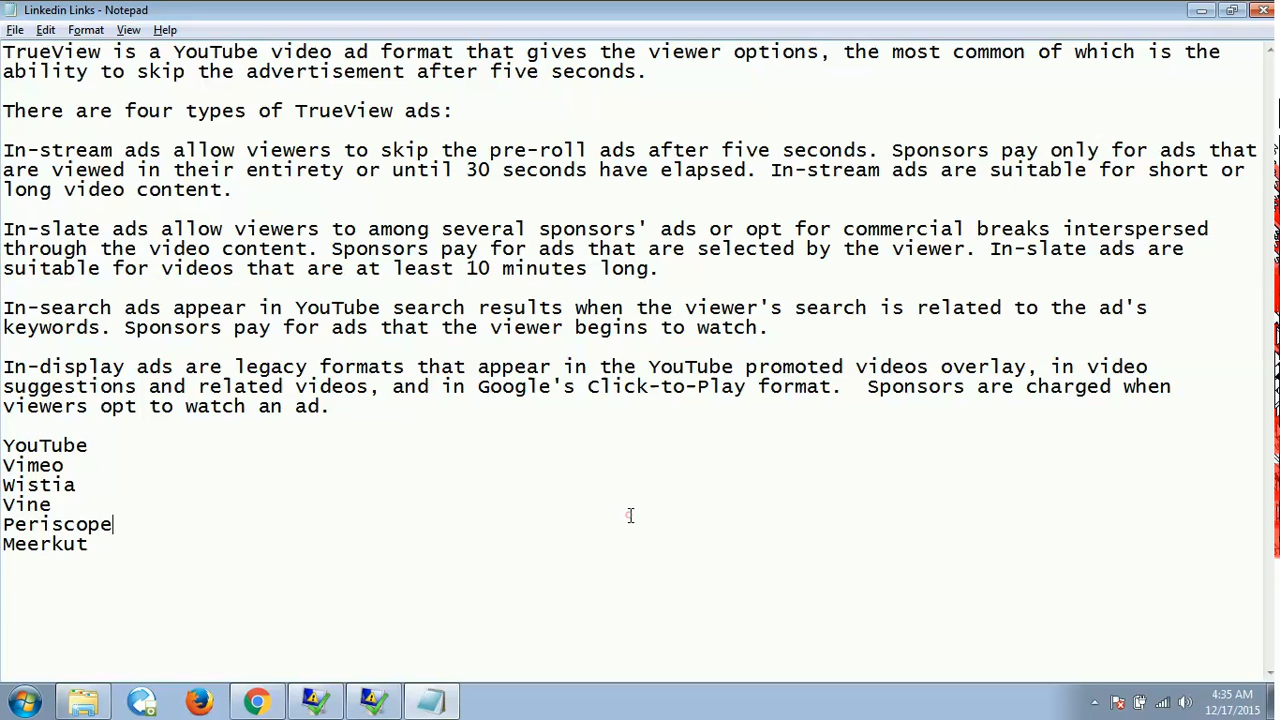 Linkedin Links - Notepad
File Edit Format View Help
TrueView is a YouTube video ad format that gives the viewer options, the most common of which is the
ability to skip the advertisement after five seconds.
There are four types of TrueView ads:
In-stream ads allow viewers to skip the pre-roll ads after five seconds. Sponsors pay only for ads that
are viewed in their entirety or until 30 seconds have elapsed. In-stream ads are suitable for short or
long video content.
In-slate ads allow viewers to among several sponsors' ads or opt for commercial breaks interspersed
through the video content. Sponsors pay for ads that are selected by the viewer. In-slate ads are
suitable for videos that are at least 10 minutes long.
In-search ads appear in YouTube search results when the viewer's search is related to the ad's
keywords. Sponsors pay for ads that the viewer begins to watch.
In-display ads are legacy formats that appear in the YouTube promoted videos overlay, in video
suggestions and related videos, and in Google's Click-to-Play format.  Sponsors are charged when
viewers opt to watch an ad.
YouTube
Vimeo
Wistia
Vine
Periscope
Meerkut
4:35 AM
12/17/2015